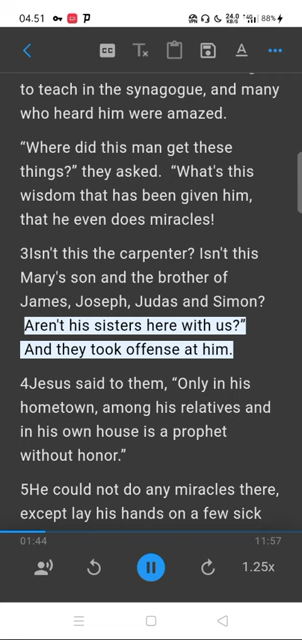 04.51
24.0
KB/S
4G
88%
CC
to teach in the synagogue, and many
who heard him were amazed.
“Where did this man get these
things?” they asked. “What's this
wisdom that has been given him,
that he even does miracles!
3Isn't this the carpenter? Isn't this
Mary's son and the brother of
James, Joseph, Judas and Simon?
Aren't his sisters here with us?”
And they took offense at him.
4Jesus said to them, “Only in his
hometown, among his relatives and
in his own house is a prophet
without honor.”
5He could not do any miracles there,
except lay his hands on a few sick
01:44
11:57
1.25x